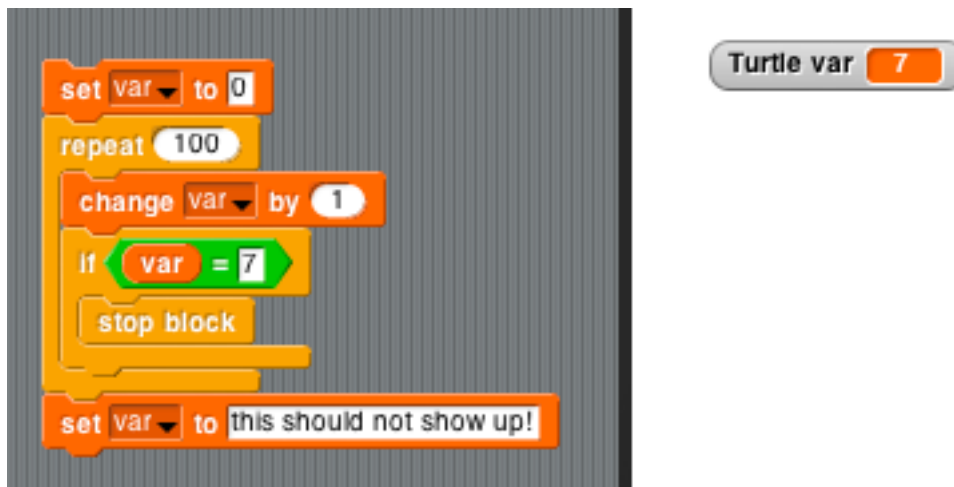 set var to 0
Turtle var 7
repeat 100
change var by 1
if var = 7
stop block
set var to this should not show up!